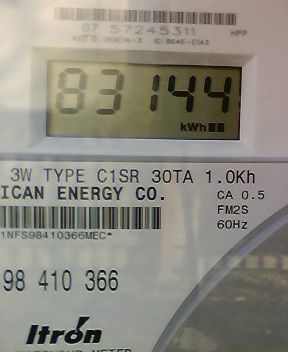 07 57245311 HPP
83144
kWh
3W TYPE C1SR 30TA 1.0Kh
ICAN ENERGY CO. CA 0.5
FM2S
60Hz
1NFS98410366MEC*
98 410 366
Itron